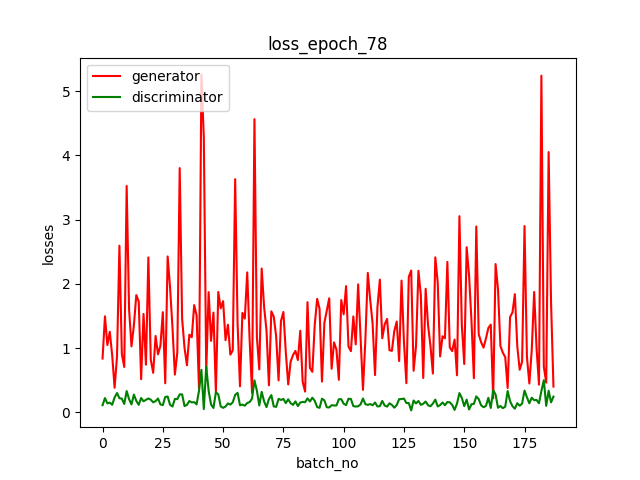 loss_epoch_78
generator
discriminator
5
4
3
2
1
0
losses
0 25 50 75 100 125 150 175
batch_no